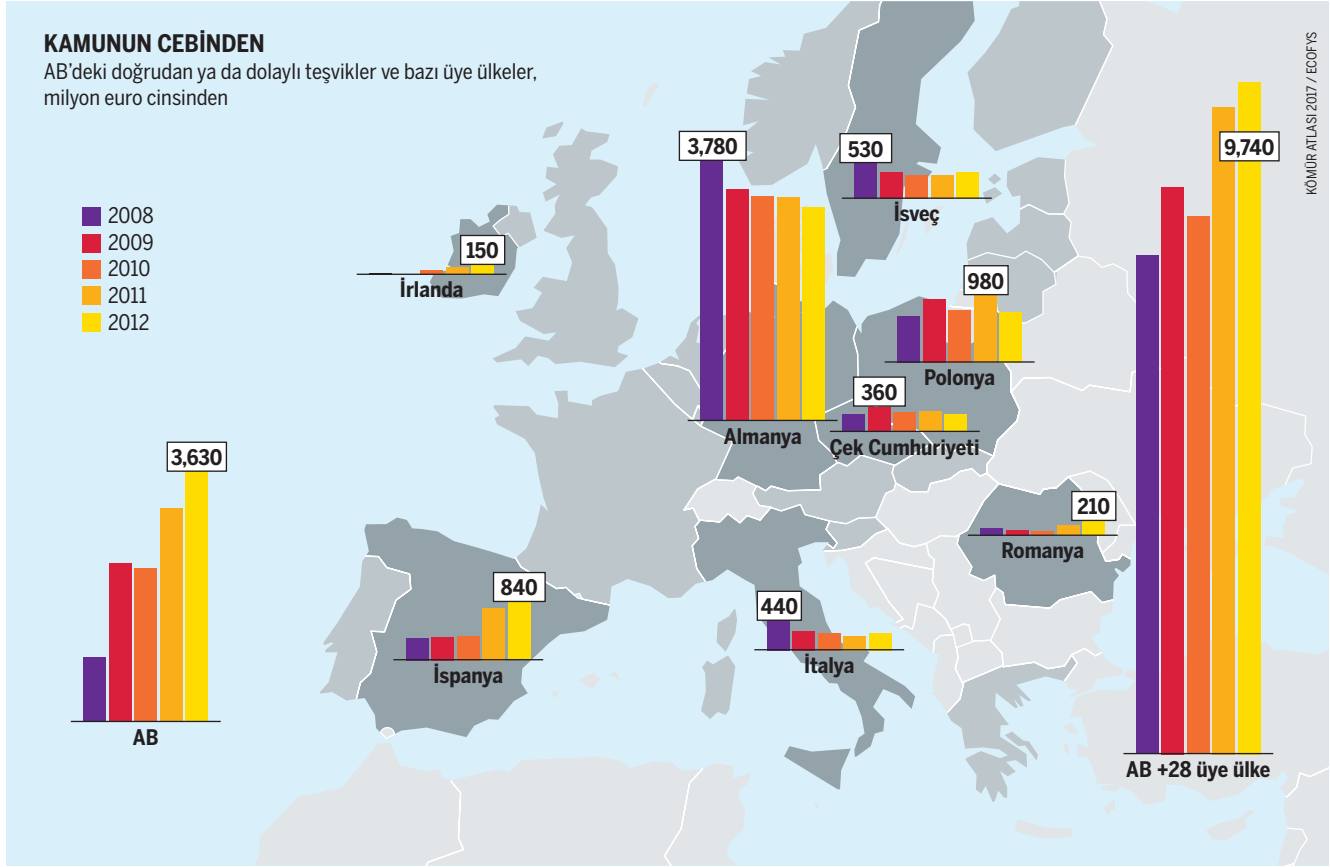 KAMUNUN CEBİNDEN
AB'deki doğrudan ya da dolaylı teşvikler ve bazı üye ülkeler,
milyon euro cinsinden
KÖMÜR ATLASI 2017 / ECOFYS
2008
2009
2010
2011
2012
150
İrlanda
3,780
Almanya
530
İsveç
980
Polonya
360
Çek Cumhuriyeti
210
Romanya
440
İtalya
840
İspanya
3,630
AB
9,740
AB +28 üye ülke